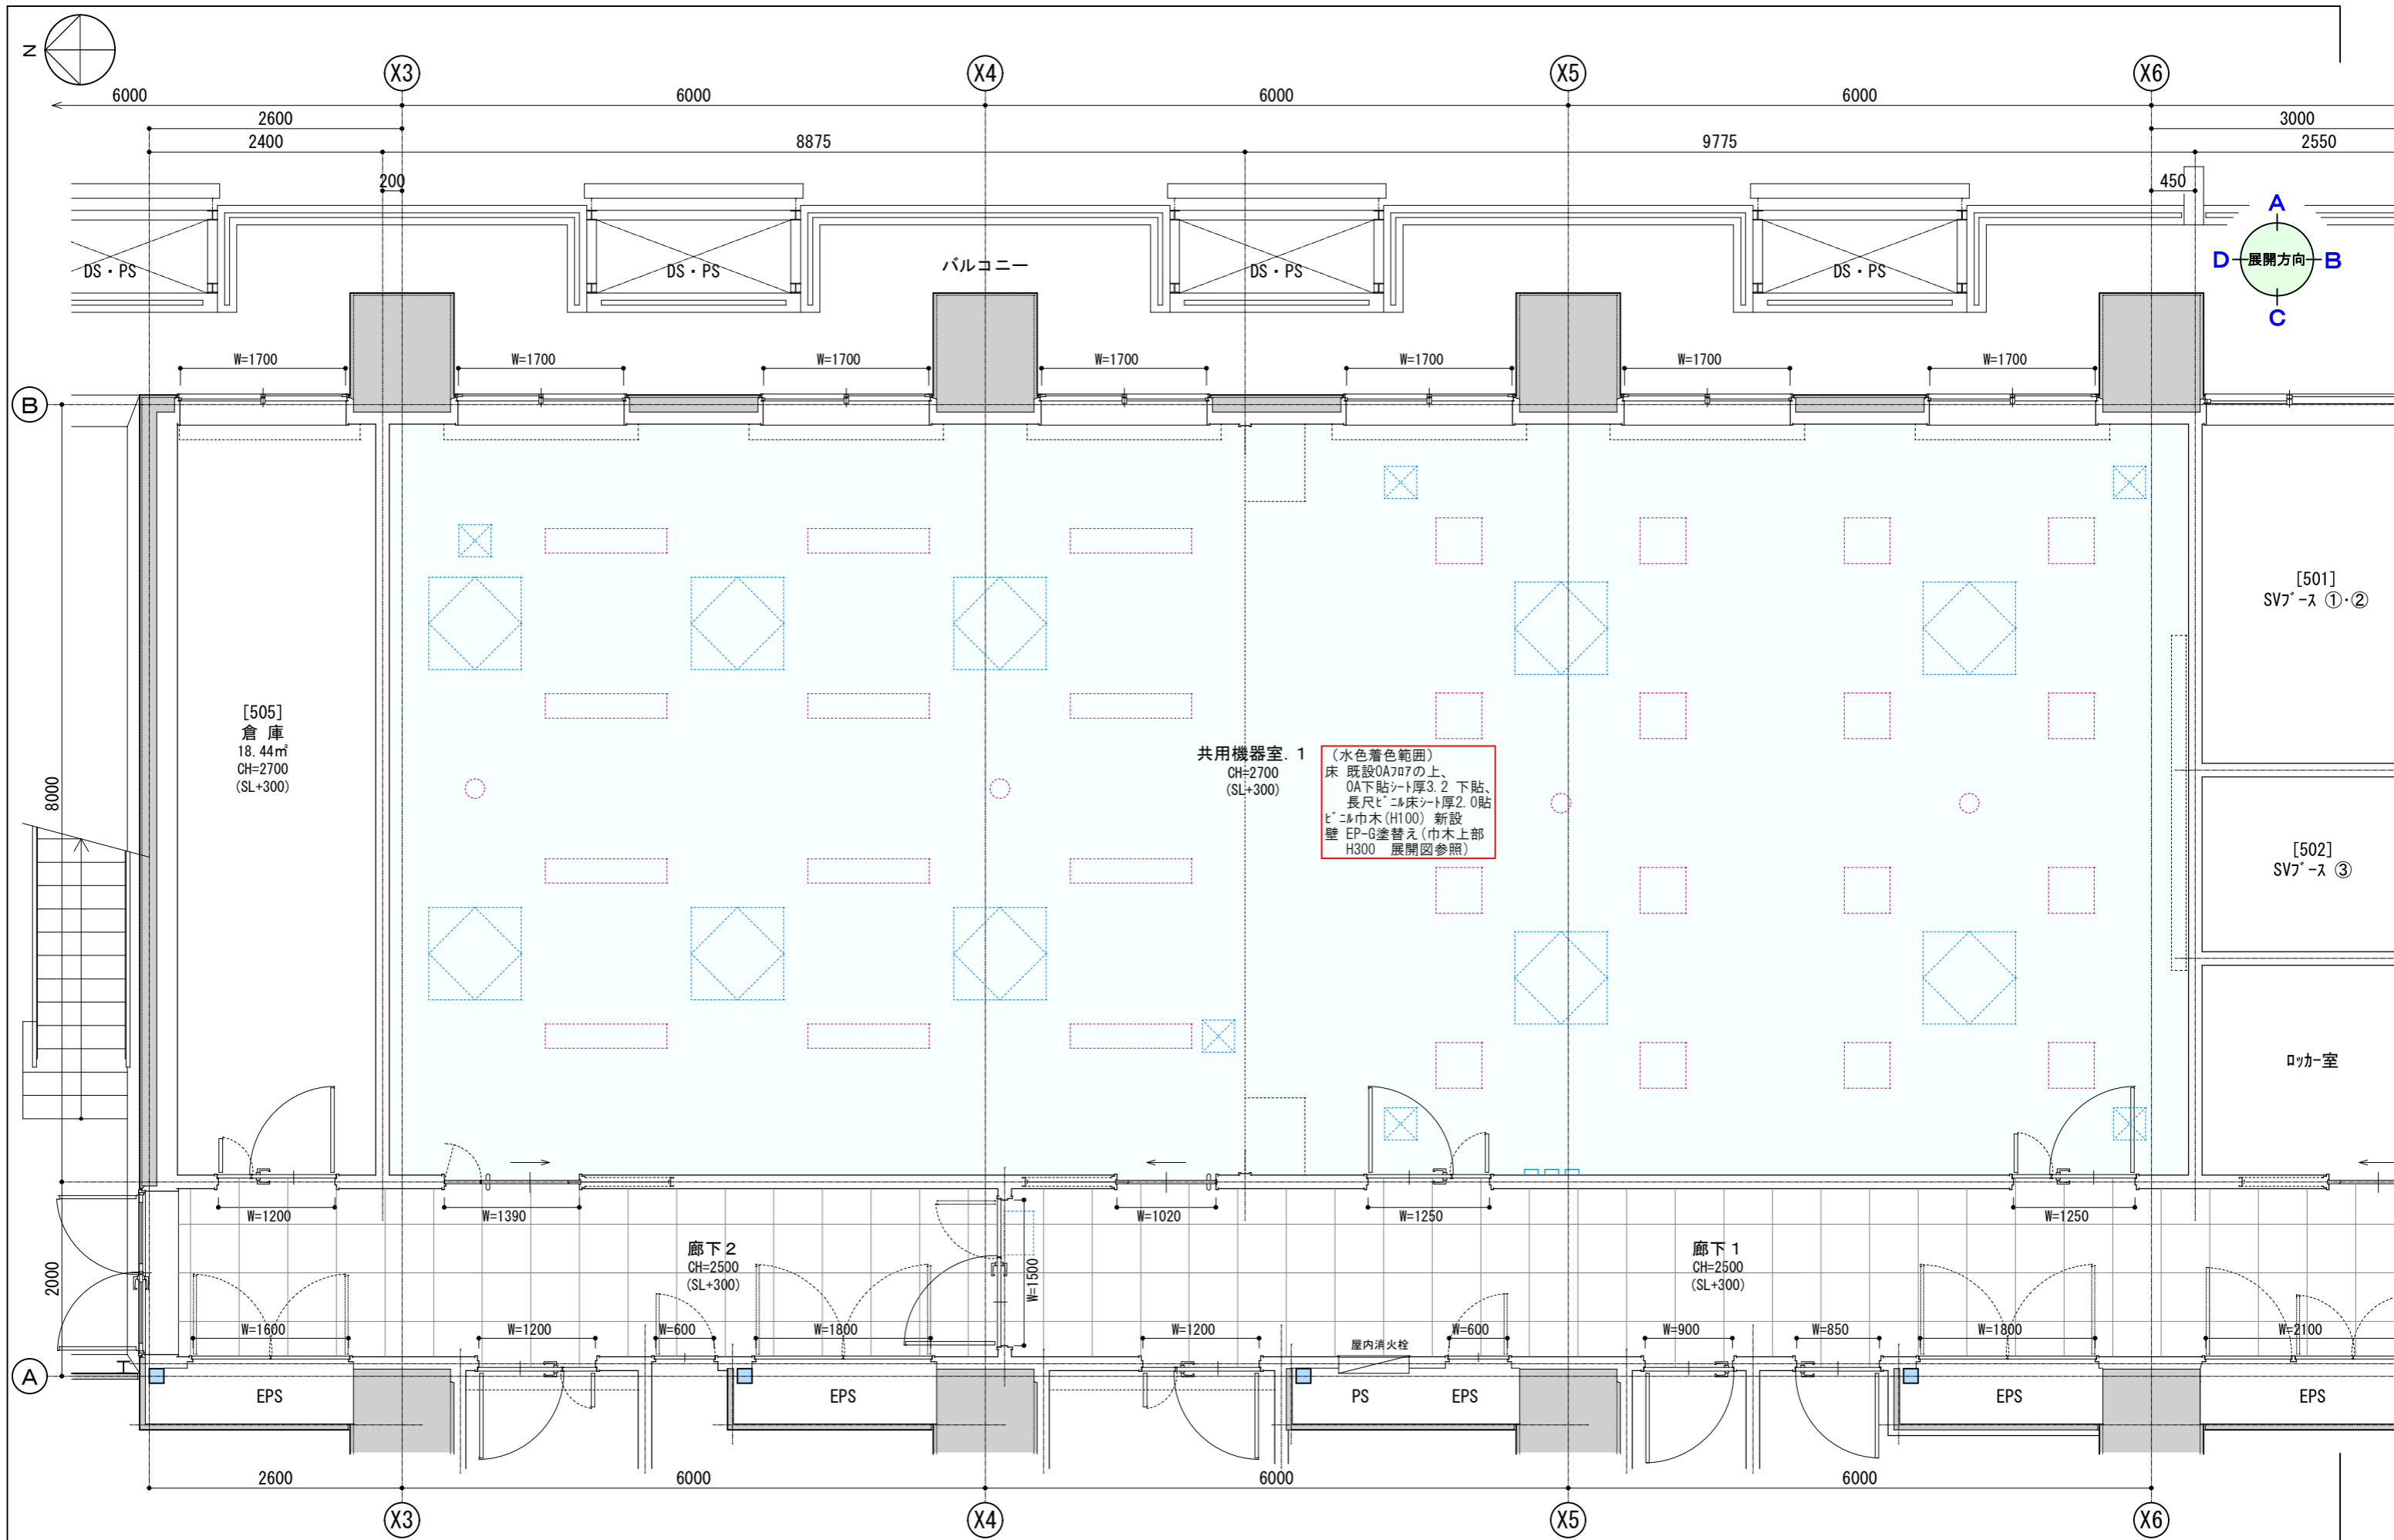 N
X3
X4
X5
X6
6000
6000
6000
6000
2600
3000
2400
8875
9775
2550
200
450
A
D
展開方向
B
C
DS・PS
DS・PS
バルコニー
DS・PS
DS・PS
W=1700
W=1700
W=1700
W=1700
W=1700
W=1700
W=1700
B
[501]
SVﾌﾞｰｽ ①・②
[505]
倉 庫
18.44㎡
CH=2700
(SL+300)
8000
共用機器室.1
CH=2700
(SL+300)
(水色着色範囲)
床 既設OAﾌﾛｱの上、
OA下貼ｼｰﾄ厚3.2 下貼、
長尺ﾋﾞﾆﾙ床ｼｰﾄ厚2.0貼
ﾋﾞﾆﾙ巾木(H100) 新設
壁 EP-G塗替え(巾木上部
H300 展開図参照)
[502]
SVﾌﾞｰｽ ③
ﾛｯｶｰ室
W=1200
W=1390
W=1020
W=1250
W=1250
2000
廊下2
CH=2500
(SL+300)
W=1500
廊下1
CH=2500
(SL+300)
W=1600
W=1200
W=600
W=1800
W=1200
屋内消火栓
W=600
W=900
W=850
W=1800
W=2100
A
EPS
EPS
PS
EPS
EPS
EPS
2600
6000
6000
6000
X3
X4
X5
X6